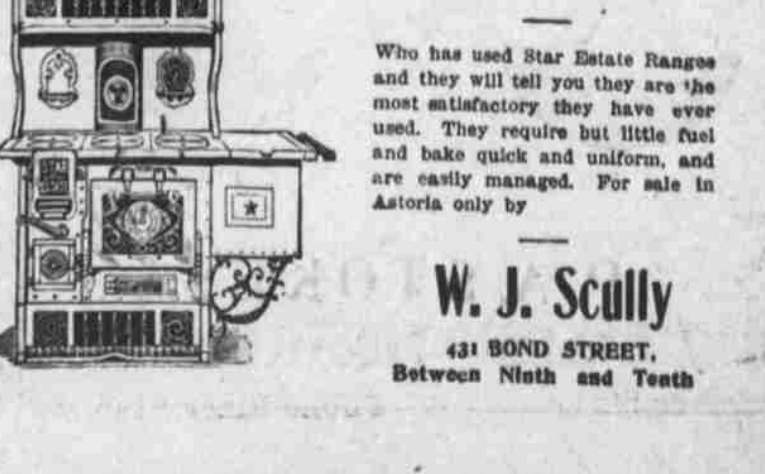 Who has used Star Estate Ranges
and they will tell you they are the
most satisfactory they have ever
used. They require but little fuel
and bake quick and uniform, and
are easily managed. For sale in
Astoria only by
W. J. Scully
431 BOND STREET,
Between Ninth and Tenth